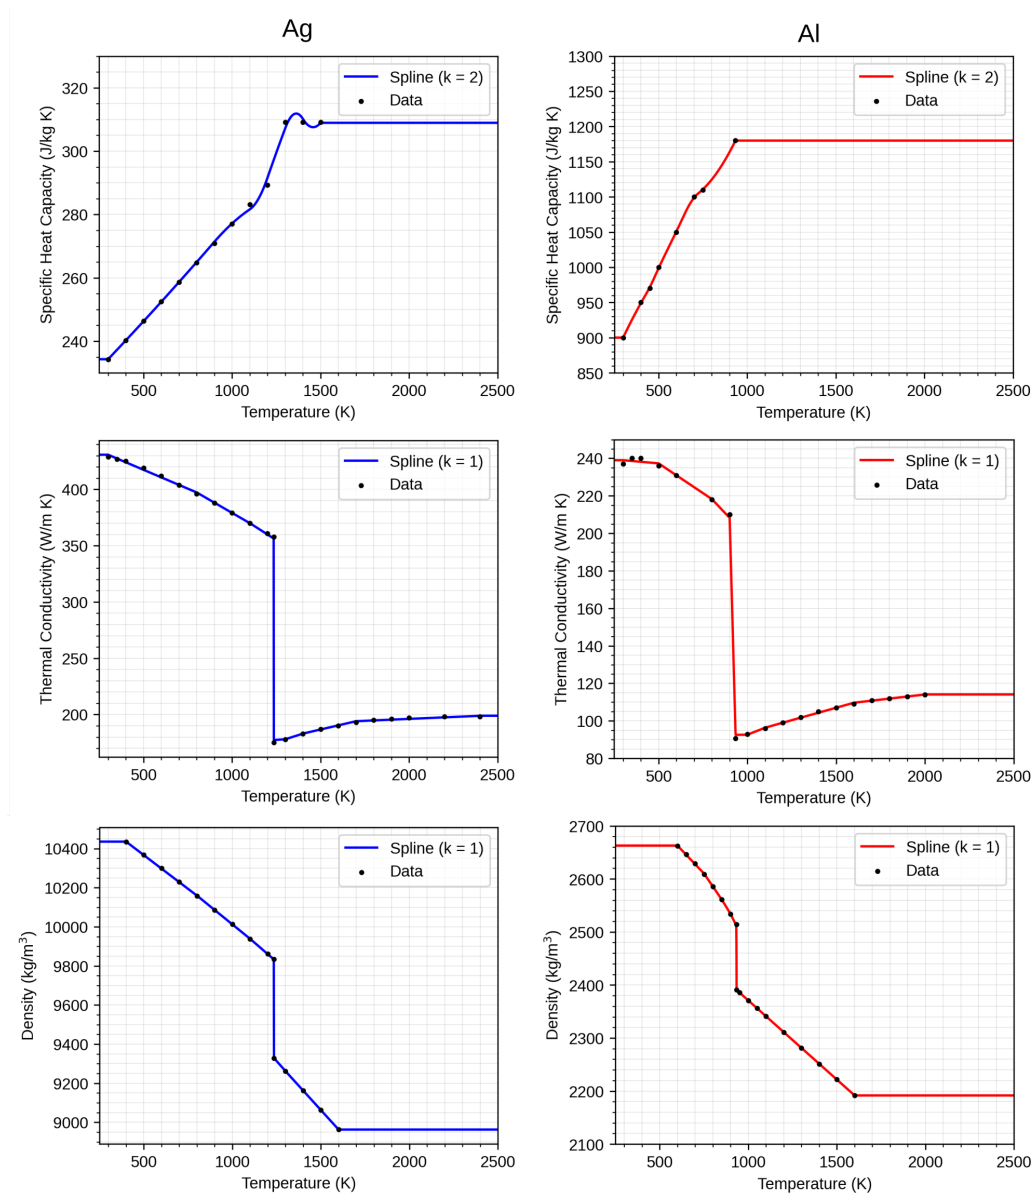 Ag
320
300
280
260
240
500 1000 1500 2000 2500
Specific Heat Capacity (J/kg K)
Temperature (K)
Spline (k = 2)
Data
Al
1300
1250
1200
1150
1100
1050
1000
950
900
850
500 1000 1500 2000 2500
Specific Heat Capacity (J/kg K)
Temperature (K)
Spline (k = 2)
Data
400
350
300
250
200
500 1000 1500 2000 2500
Thermal Conductivity (W/m K)
Temperature (K)
Spline (k = 1)
Data
240
220
200
180
160
140
120
100
80
500 1000 1500 2000 2500
Thermal Conductivity (W/m K)
Temperature (K)
Spline (k = 1)
Data
10400
10200
10000
9800
9600
9400
9200
9000
500 1000 1500 2000 2500
Density (kg/m³)
Temperature (K)
Spline (k = 1)
Data
2700
2600
2500
2400
2300
2200
2100
500 1000 1500 2000 2500
Density (kg/m³)
Temperature (K)
Spline (k = 1)
Data